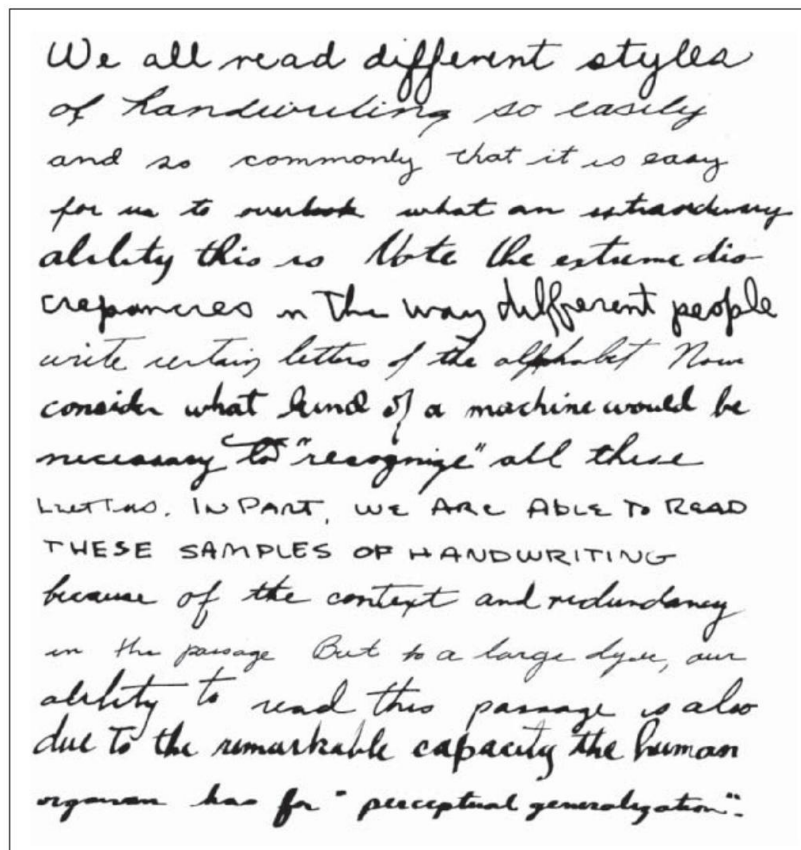 We all read different styles
of handwriting so easily
and so commonly that it is easy
for us to overlook what an extraordinary
ability this is Note the extreme dis-
crepancies in the way different people
write certain letters of the alphabet Now
consider what kind of a machine would be
necessary to "recognize" all these
letters. IN PART, WE ARE ABLE TO READ
THESE SAMPLES OF HANDWRITING
because of the context and redundancy
in the passage But to a large degree, our
ability to read this passage is also
due to the remarkable capacity the human
organism has for "perceptual generalization".